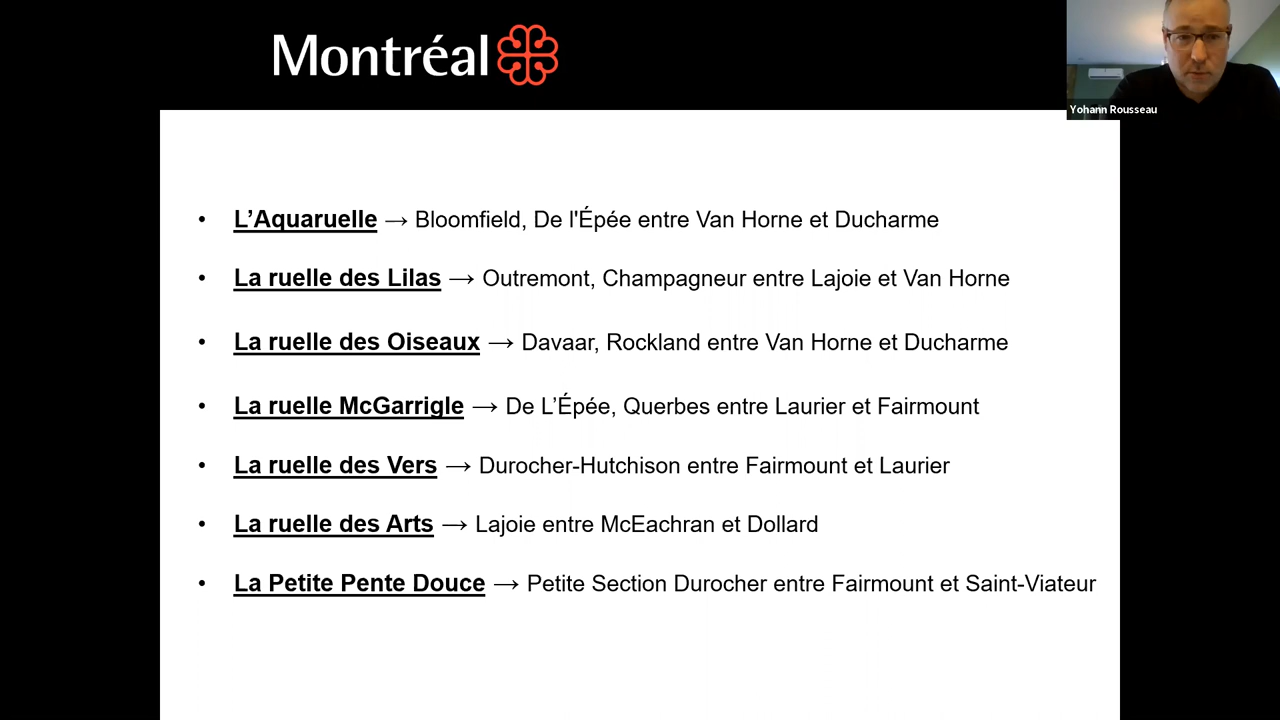 Montréal
Yohann Rousseau
• L’Aquaruelle → Bloomfield, De l'Épée entre Van Horne et Ducharme
• La ruelle des Lilas → Outremont, Champagneur entre Lajoie et Van Horne
• La ruelle des Oiseaux → Davaar, Rockland entre Van Horne et Ducharme
• La ruelle McGarrigle → De L’Épée, Querbes entre Laurier et Fairmount
• La ruelle des Vers → Durocher-Hutchison entre Fairmount et Laurier
• La ruelle des Arts → Lajoie entre McEachran et Dollard
• La Petite Pente Douce → Petite Section Durocher entre Fairmount et Saint-Viateur